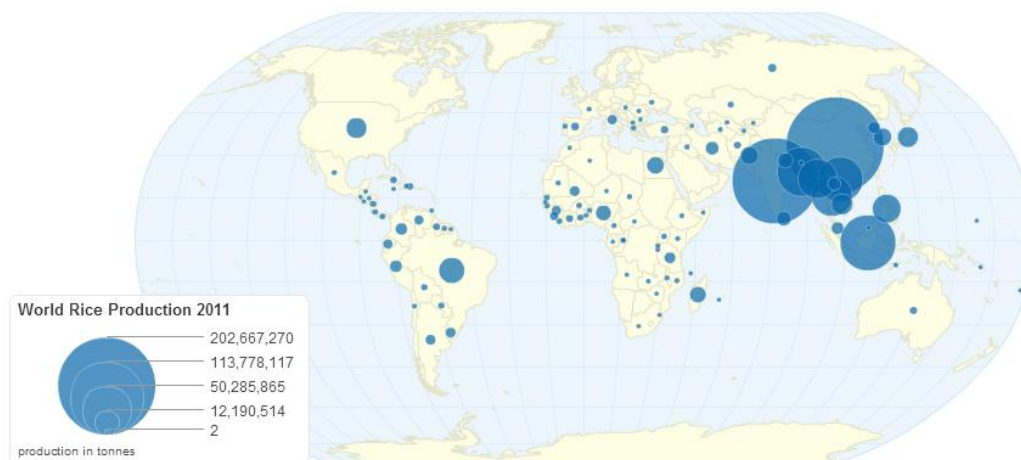 World Rice Production 2011
202,667,270
113,778,117
50,285,865
12,190,514
2
production in tonnes